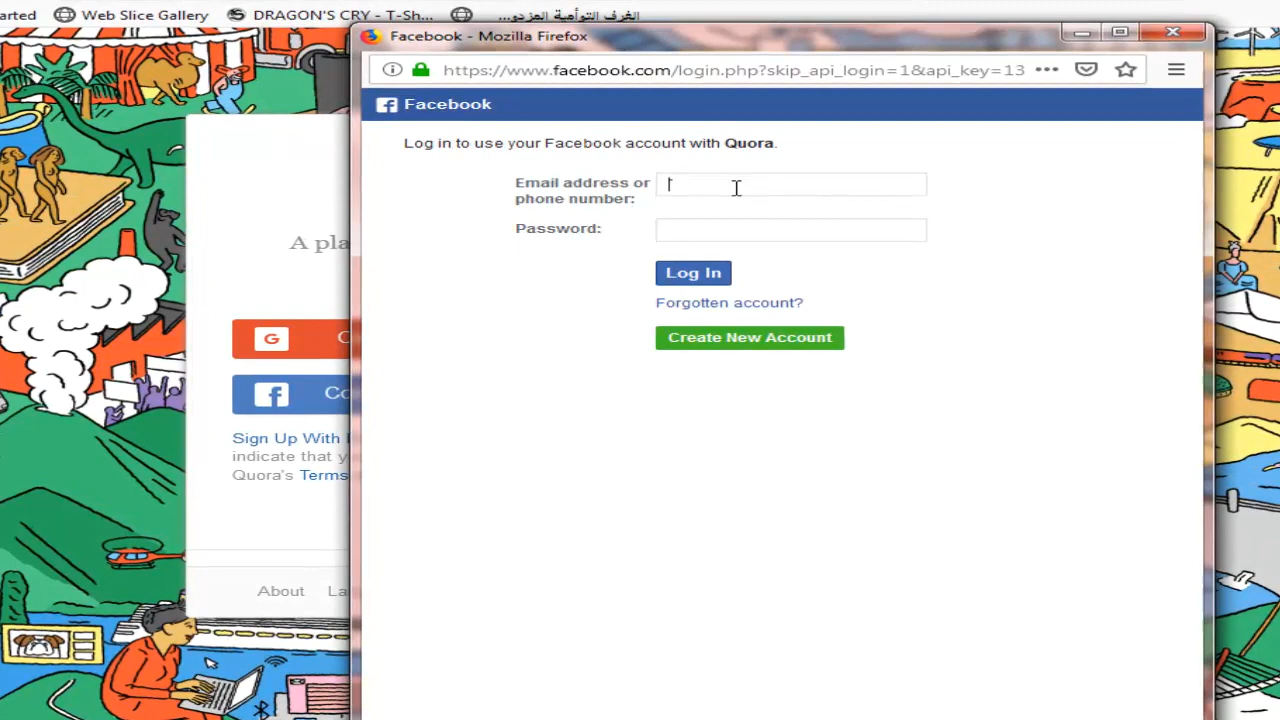 arted Web Slice Gallery DRAGON'S CRY - T-Sh... الغرف التوأمية المزدو...
Facebook - Mozilla Firefox
https://www.facebook.com/login.php?skip_api_login=1&api_key=13
Facebook
Log in to use your Facebook account with Quora.
Email address or
phone number:
Password:
Log In
Forgotten account?
Create New Account
A pla
G C
Co
Sign Up With
indicate that y
Quora's Terms
About La